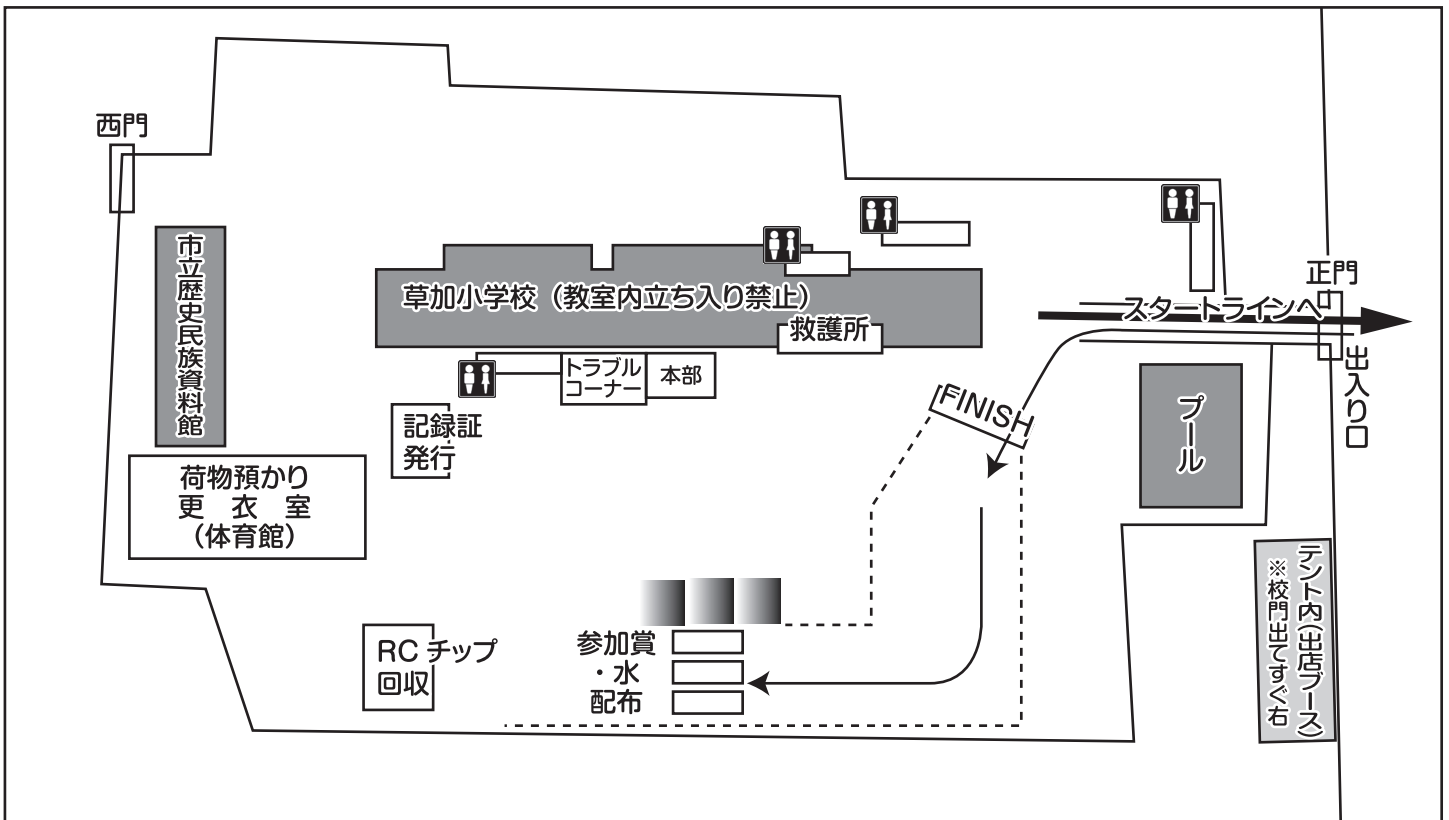 西門
市立歴史民族資料館
草加小学校（教室内立ち入り禁止）
救護所
スタートラインへ
正門
出入り口
トラブル
コーナー
本部
記録証
発行
FINISH
プール
荷物預かり
更　衣　室
（体育館）
テント内（出店ブース）
※校門出てすぐ右
参加賞
・水
配布
RCチップ
回収